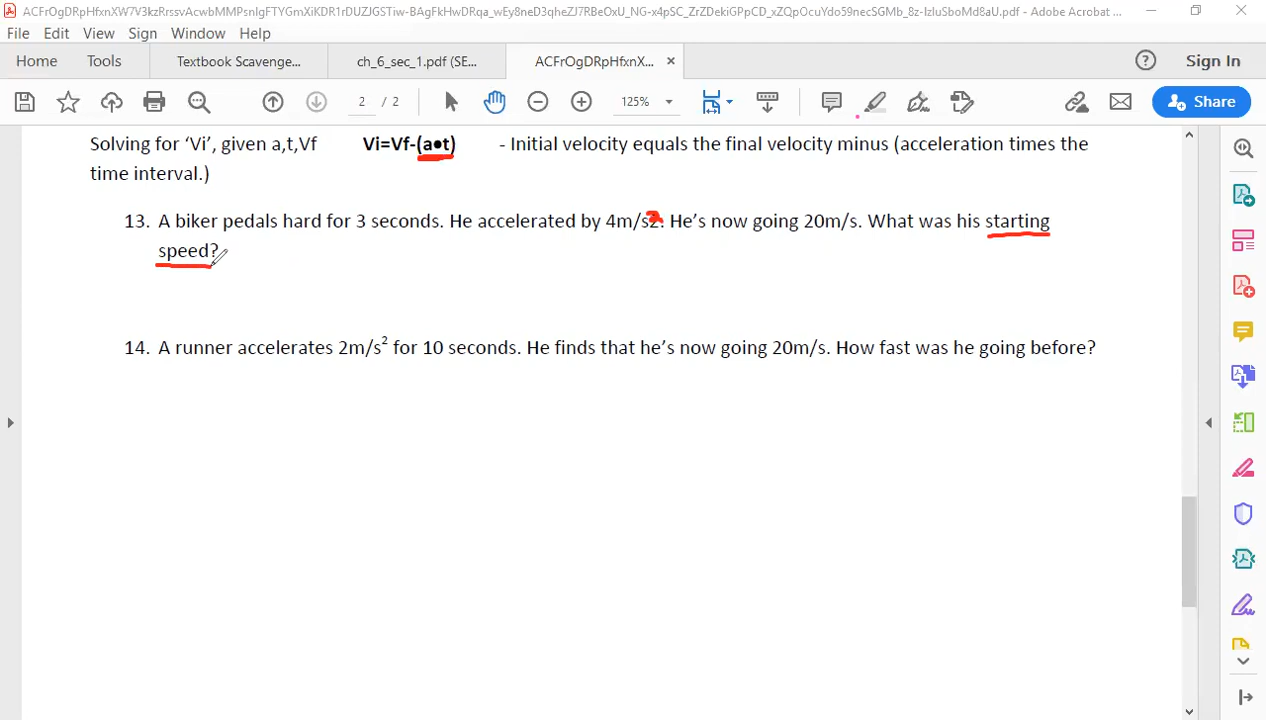 ACFrOgDRpHfxnXW7V3kzRrssvAcwbMMPsnIgFTYGmXiKDR1rDUZJGSTiw-BAgFkHwDRqa_wEy8neD3qheZJ7RBeOxU_NG-x4pSC_ZrZDekiGPpCD_xZQpOcuYdo59necSGMb_8z-IzluSboMd8aU.pdf - Adobe Acrobat ...
File Edit View Sign Window Help
Home Tools Textbook Scavenge... ch_6_sec_1.pdf (SE... ACFrOgDRpHfxnX... × Sign In
2 / 2 125% Share
Solving for ‘Vi’, given a,t,Vf Vi=Vf-(a•t) - Initial velocity equals the final velocity minus (acceleration times the
time interval.)
13. A biker pedals hard for 3 seconds. He accelerated by 4m/s2. He’s now going 20m/s. What was his starting
speed?
14. A runner accelerates 2m/s² for 10 seconds. He finds that he’s now going 20m/s. How fast was he going before?